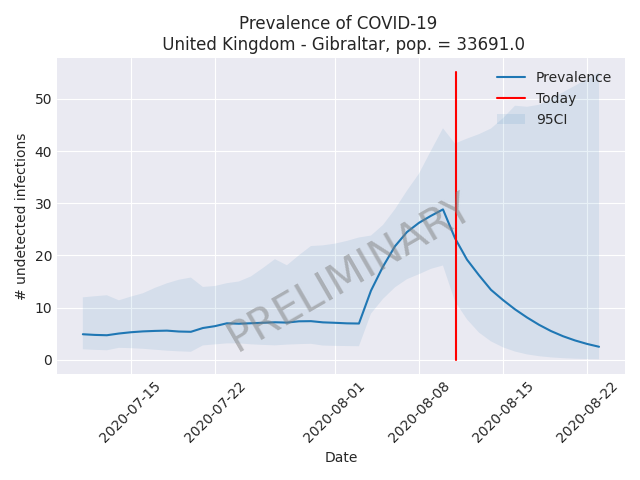 Prevalence of COVID-19
United Kingdom - Gibraltar, pop. = 33691.0
Prevalence
Today
95CI
50
40
30
20
10
0
# undetected infections
PRELIMINARY
2020-07-15
2020-07-22
2020-08-01
2020-08-08
2020-08-15
2020-08-22
Date